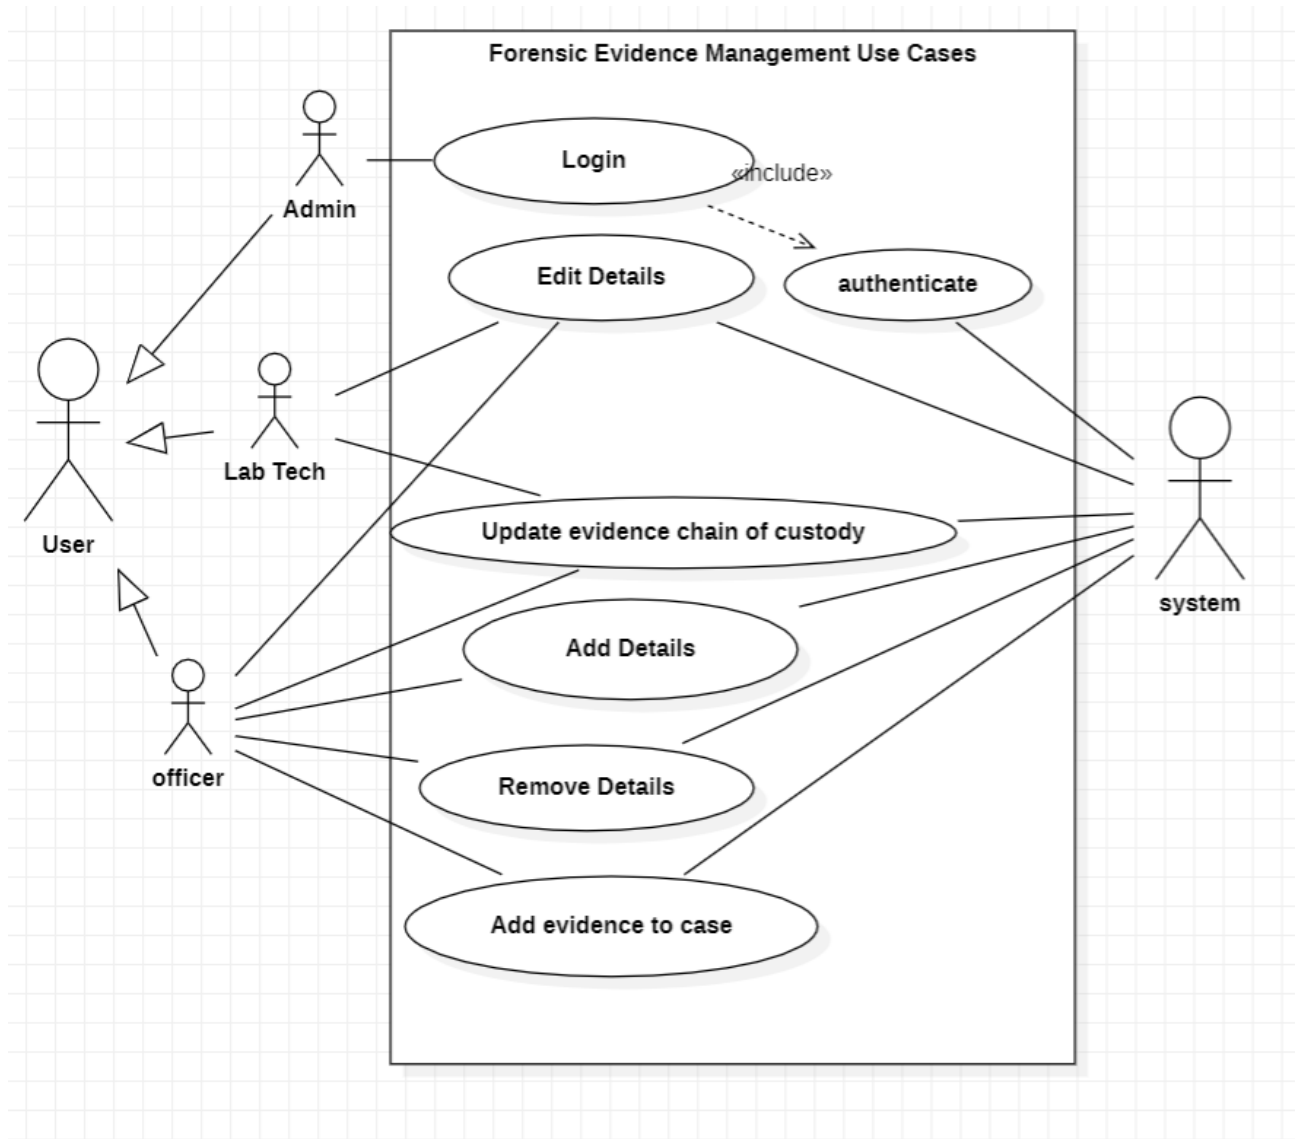 Forensic Evidence Management Use Cases
Login
«include»
Admin
Edit Details
authenticate
Lab Tech
User
Update evidence chain of custody
system
Add Details
officer
Remove Details
Add evidence to case